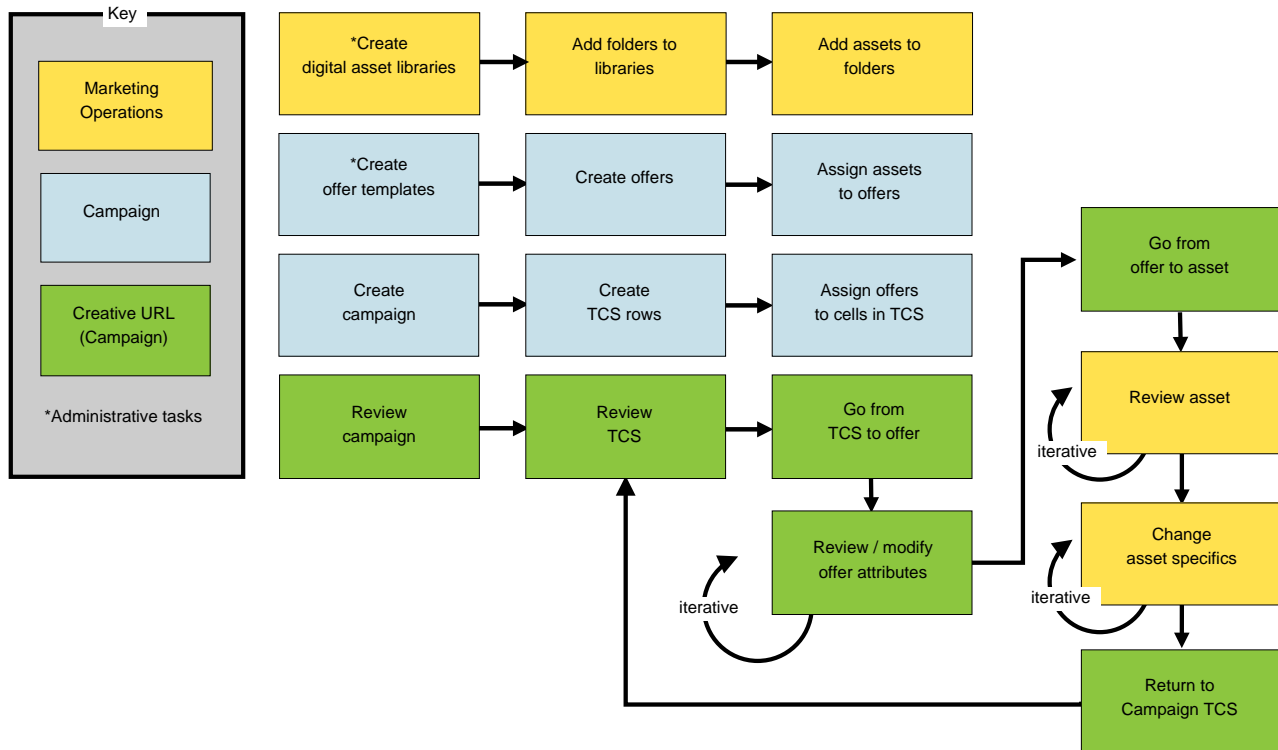 Key
Marketing
Operations
Campaign
Creative URL
(Campaign)
*Administrative tasks
*Create
digital asset libraries
Add folders to
libraries
Add assets to
folders
*Create
offer templates
Create offers
Assign assets
to offers
Create
campaign
Create
TCS rows
Assign offers
to cells in TCS
Review
campaign
Review
TCS
Go from
TCS to offer
Review / modify
offer attributes
iterative
Go from
offer to asset
Review asset
iterative
Change
asset specifics
iterative
Return to
Campaign TCS